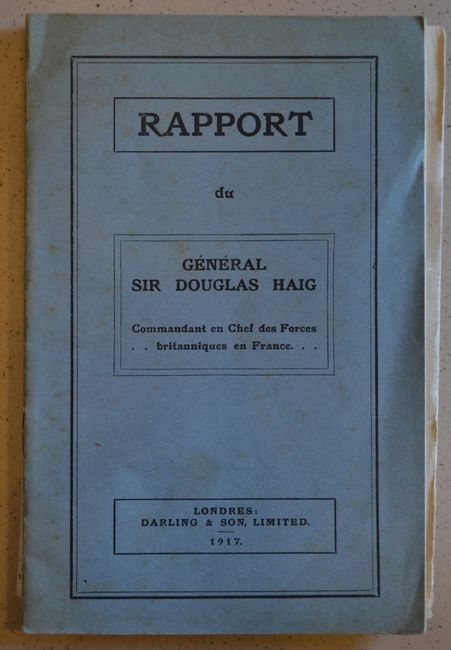 RAPPORT
du
GÉNÉRAL
SIR DOUGLAS HAIG
Commandant en Chef des Forces
. . britanniques en France. . .
LONDRES:
DARLING & SON, LIMITED.
1917.